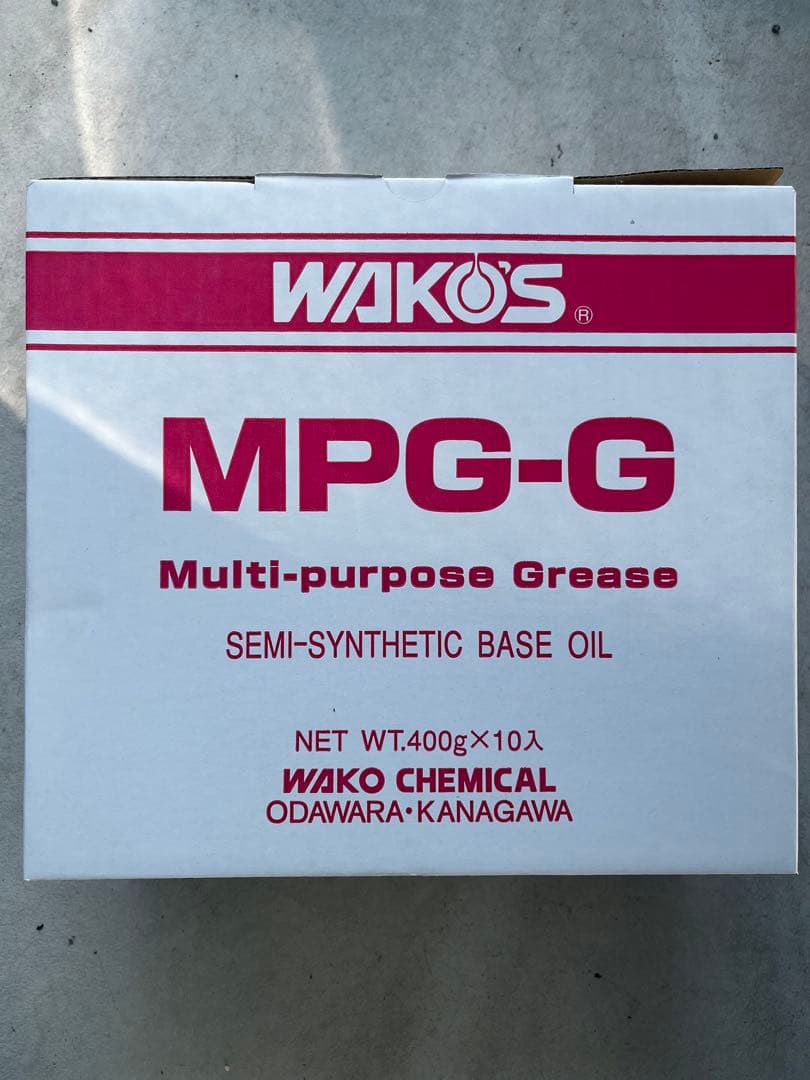 WAKO'S ®
MPG-G
Multi-purpose Grease
SEMI-SYNTHETIC BASE OIL
NET WT.400g×10入
WAKO CHEMICAL
ODAWARA・KANAGAWA